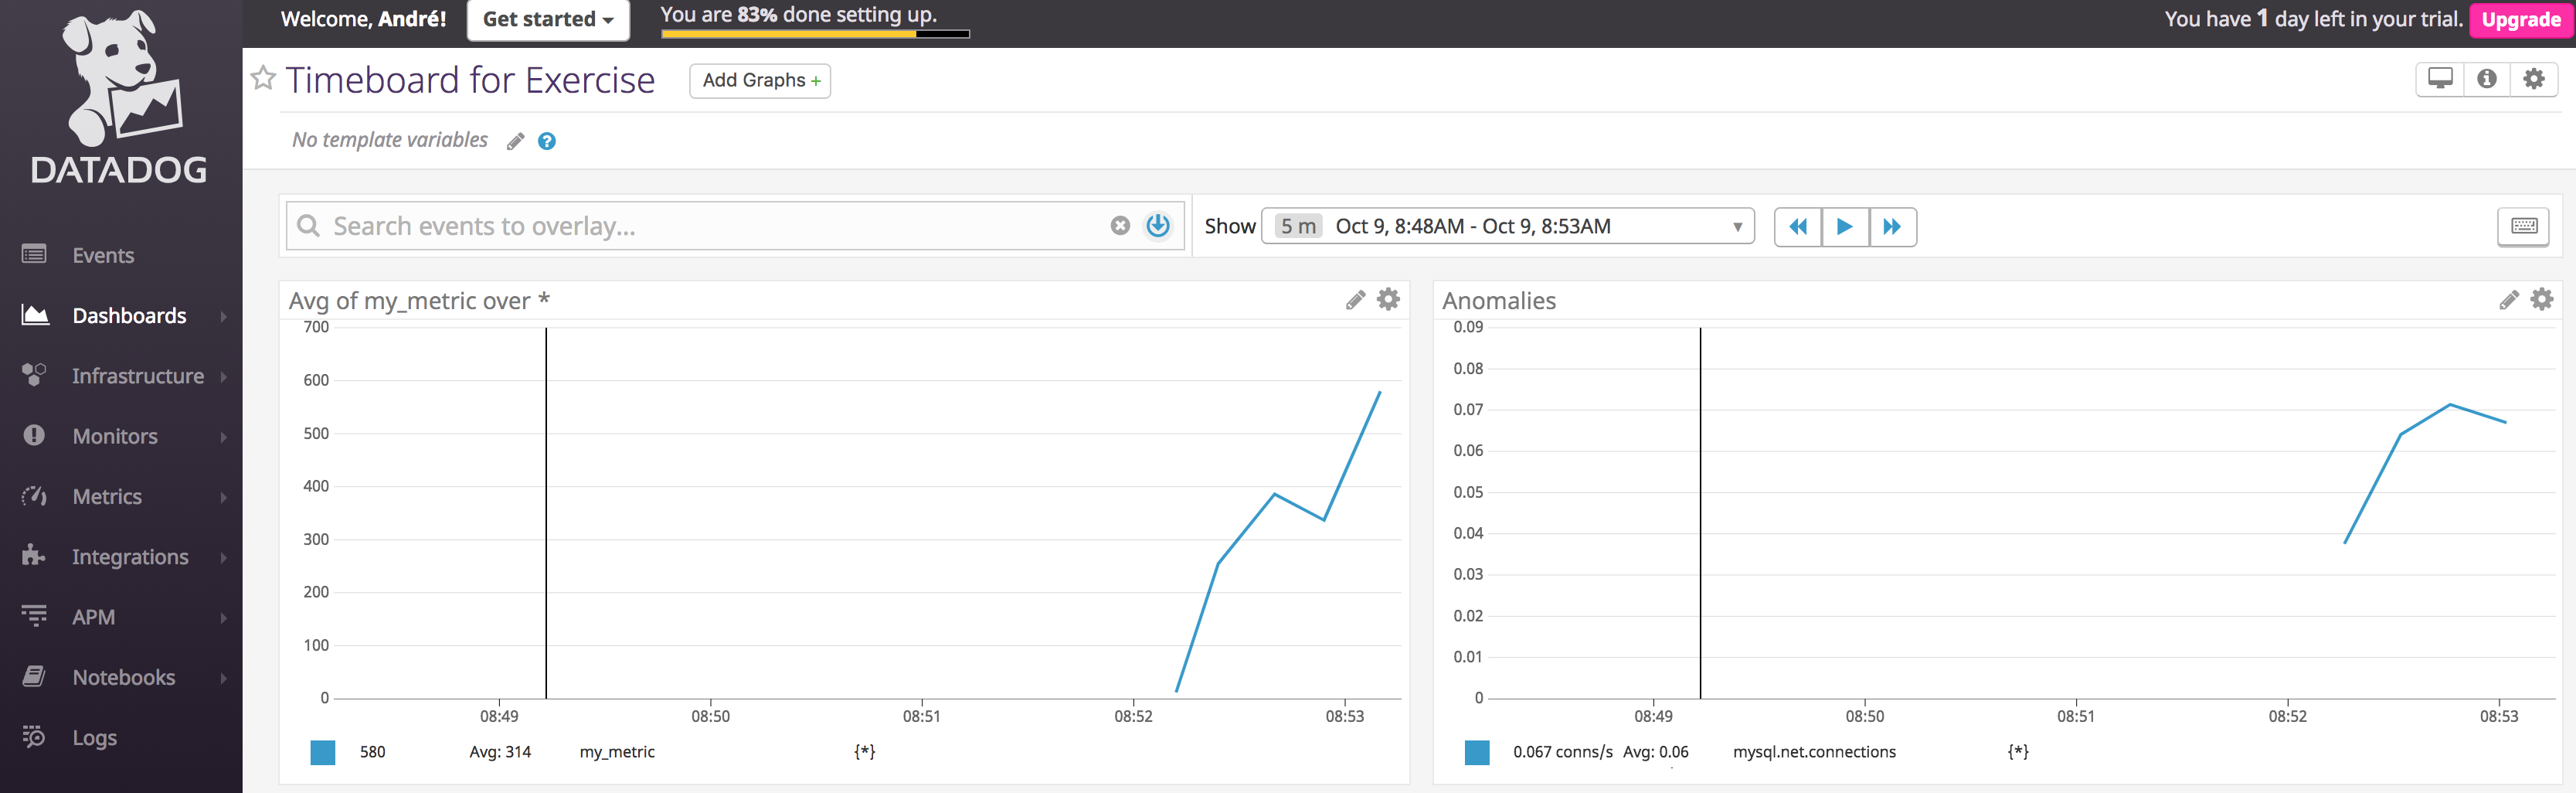 Welcome, André!
Get started
You are 83% done setting up.
You have 1 day left in your trial.
Upgrade
DATADOG
Timeboard for Exercise
Add Graphs +
No template variables
Search events to overlay...
Show
5 m Oct 9, 8:48AM - Oct 9, 8:53AM
Events
Dashboards
Infrastructure
Monitors
Metrics
Integrations
APM
Notebooks
Logs
Avg of my_metric over *
700
600
500
400
300
200
100
0
08:49 08:50 08:51 08:52 08:53
580 Avg: 314 my_metric {*}
Anomalies
0.09
0.08
0.07
0.06
0.05
0.04
0.03
0.02
0.01
0
08:49 08:50 08:51 08:52 08:53
0.067 conns/s Avg: 0.06 mysql.net.connections {*}